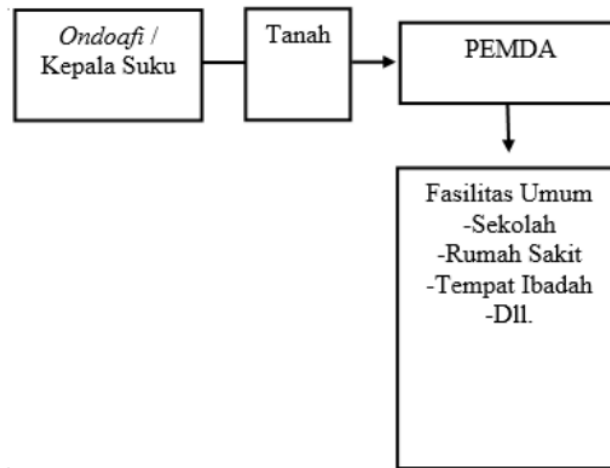 Ondoafi /
Kepala Suku
Tanah
PEMDA
Fasilitas Umum
-Sekolah
-Rumah Sakit
-Tempat Ibadah
-Dll.